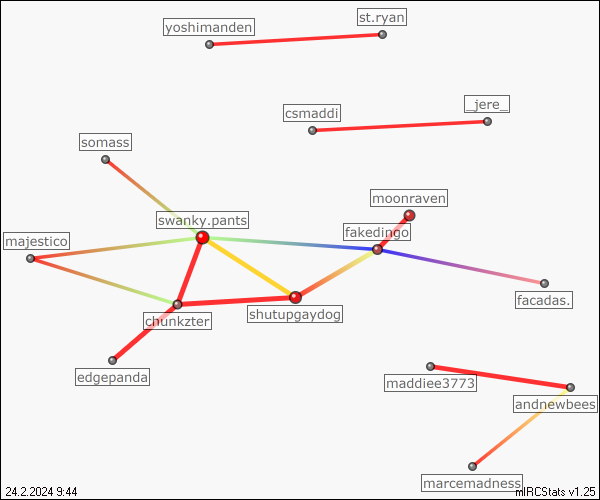 st.ryan
yoshimanden
_jere_
csmaddi
somass
moonraven
swanky.pants
fakedingo
majestico
facadas.
shutupgaydog
chunkzter
edgepanda
maddiee3773
andnewbees
marcemadness
24.2.2024 9:44
mIRCStats v1.25